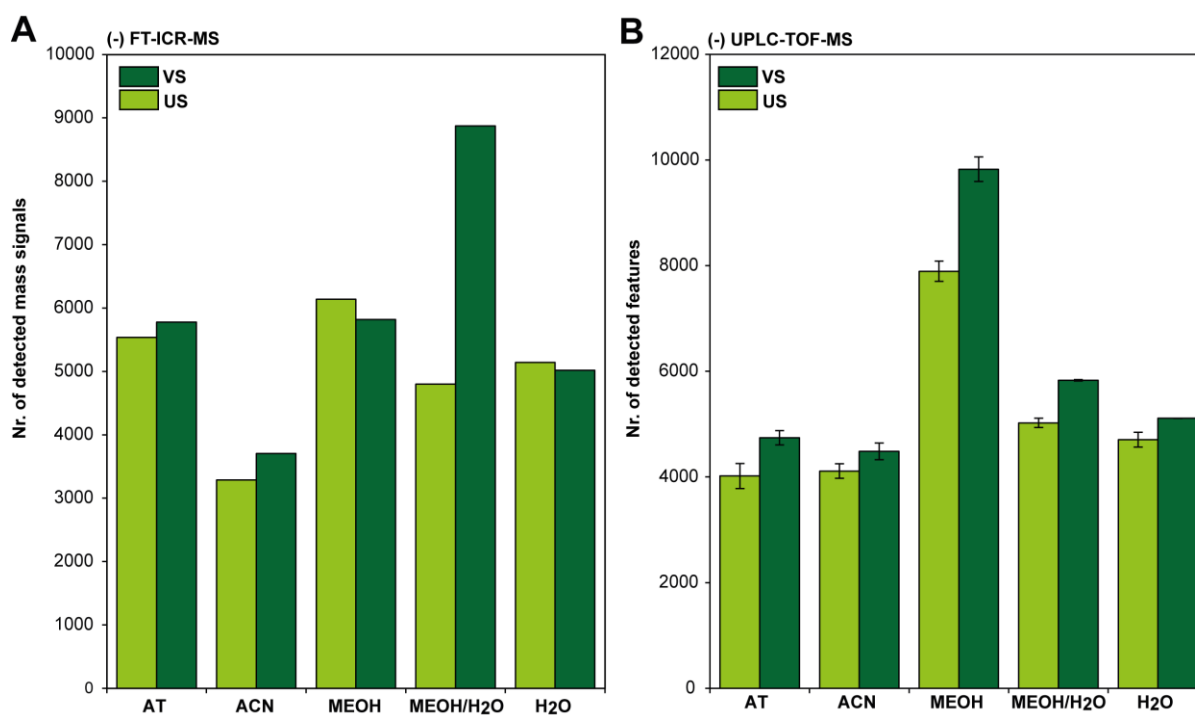 A
(-) FT-ICR-MS
VS
US
Nr. of detected mass signals
10000
9000
8000
7000
6000
5000
4000
3000
2000
1000
0
AT
ACN
MEOH
MEOH/H2O
H2O
B
(-) UPLC-TOF-MS
VS
US
Nr. of detected features
12000
10000
8000
6000
4000
2000
0
AT
ACN
MEOH
MEOH/H2O
H2O